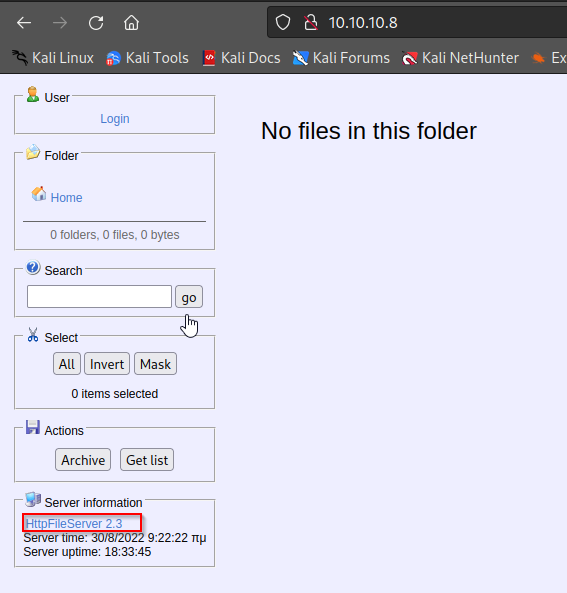 10.10.10.8
Kali Linux Kali Tools Kali Docs Kali Forums Kali NetHunter Ex
User
Login
Folder
Home
0 folders, 0 files, 0 bytes
Search
go
Select
All Invert Mask
0 items selected
Actions
Archive Get list
Server information
HttpFileServer 2.3
Server time: 30/8/2022 9:22:22 πμ
Server uptime: 18:33:45
No files in this folder